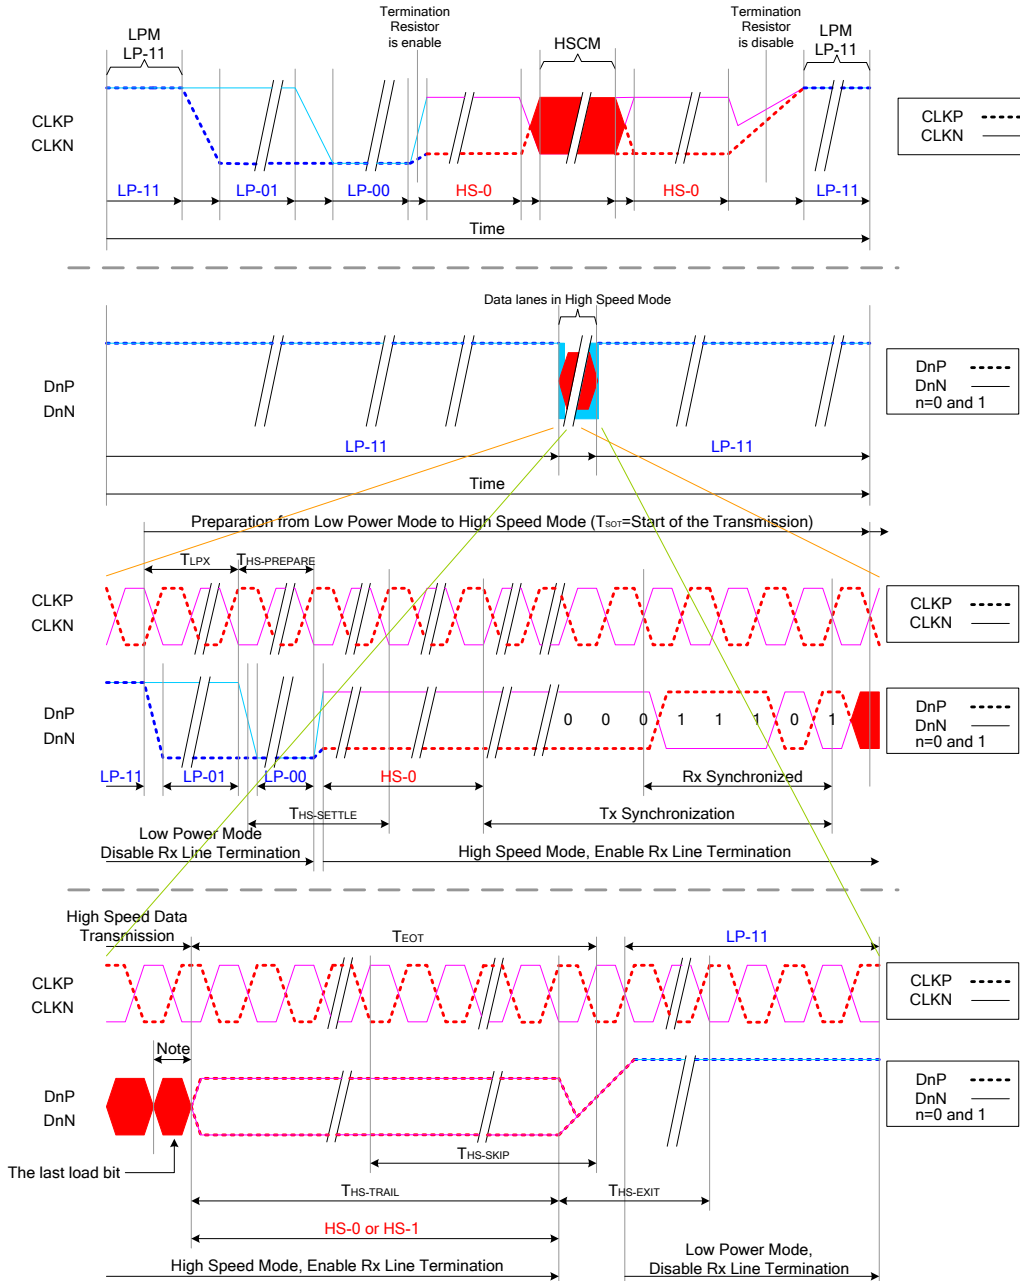 LPM
LP-11
Termination
Resistor
is enable
HSCM
Termination
Resistor
is disable
LPM
LP-11
CLKP
CLKN
CLKP
CLKN
LP-11
LP-01
LP-00
HS-0
HS-0
LP-11
Time
Data lanes in High Speed Mode
DnP
DnN
DnP
DnN
n=0 and 1
LP-11
LP-11
Time
Preparation from Low Power Mode to High Speed Mode (TSOT=Start of the Transmission)
TLPX
THS-PREPARE
CLKP
CLKN
CLKP
CLKN
DnP
DnN
0 0 0 1 1 1 0 1
DnP
DnN
n=0 and 1
LP-11
LP-01
LP-00
HS-0
Rx Synchronized
THS-SETTLE
Tx Synchronization
Low Power Mode
Disable Rx Line Termination
High Speed Mode, Enable Rx Line Termination
High Speed Data
Transmission
TEOT
LP-11
CLKP
CLKN
CLKP
CLKN
Note
DnP
DnN
DnP
DnN
n=0 and 1
The last load bit
THS-SKIP
THS-TRAIL
THS-EXIT
HS-0 or HS-1
High Speed Mode, Enable Rx Line Termination
Low Power Mode,
Disable Rx Line Termination